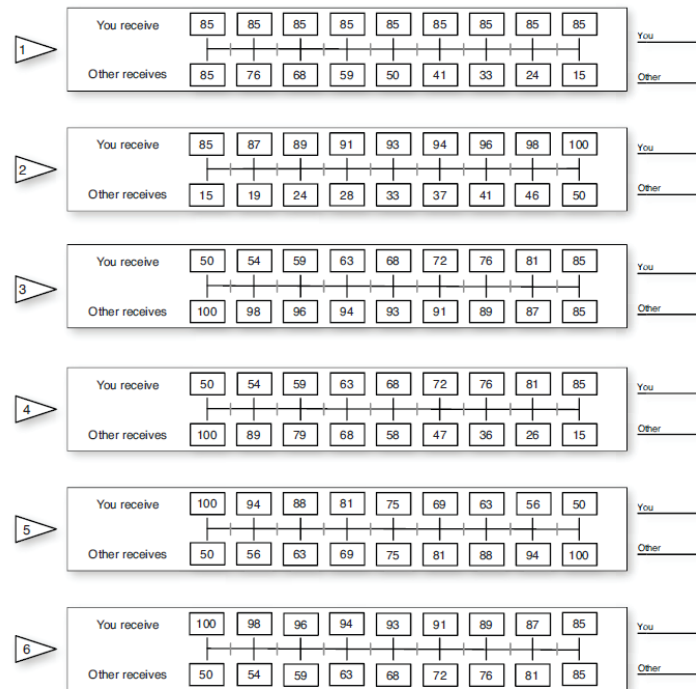 You receive 85 85 85 85 85 85 85 85 85
You
1
Other receives 85 76 68 59 50 41 33 24 15
Other
You receive 85 87 89 91 93 94 96 98 100
You
2
Other receives 15 19 24 28 33 37 41 46 50
Other
You receive 50 54 59 63 68 72 76 81 85
You
3
Other receives 100 98 96 94 93 91 89 87 85
Other
You receive 50 54 59 63 68 72 76 81 85
You
4
Other receives 100 89 79 68 58 47 36 26 15
Other
You receive 100 94 88 81 75 69 63 56 50
You
5
Other receives 50 56 63 69 75 81 88 94 100
Other
You receive 100 98 96 94 93 91 89 87 85
You
6
Other receives 50 54 59 63 68 72 76 81 85
Other